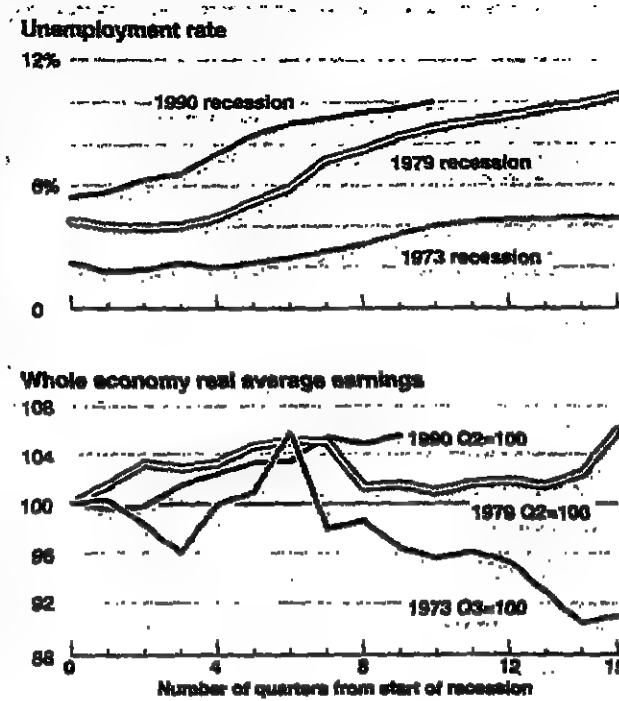 Unemployment rate
12%
1990 recession
6%
1979 recession
1973 recession
0
Whole economy real average earnings
108
1990 Q2=100
104
100
1979 Q2=100
96
92
1973 Q3=100
88
0 4 8 12 16
Number of quarters from start of recession